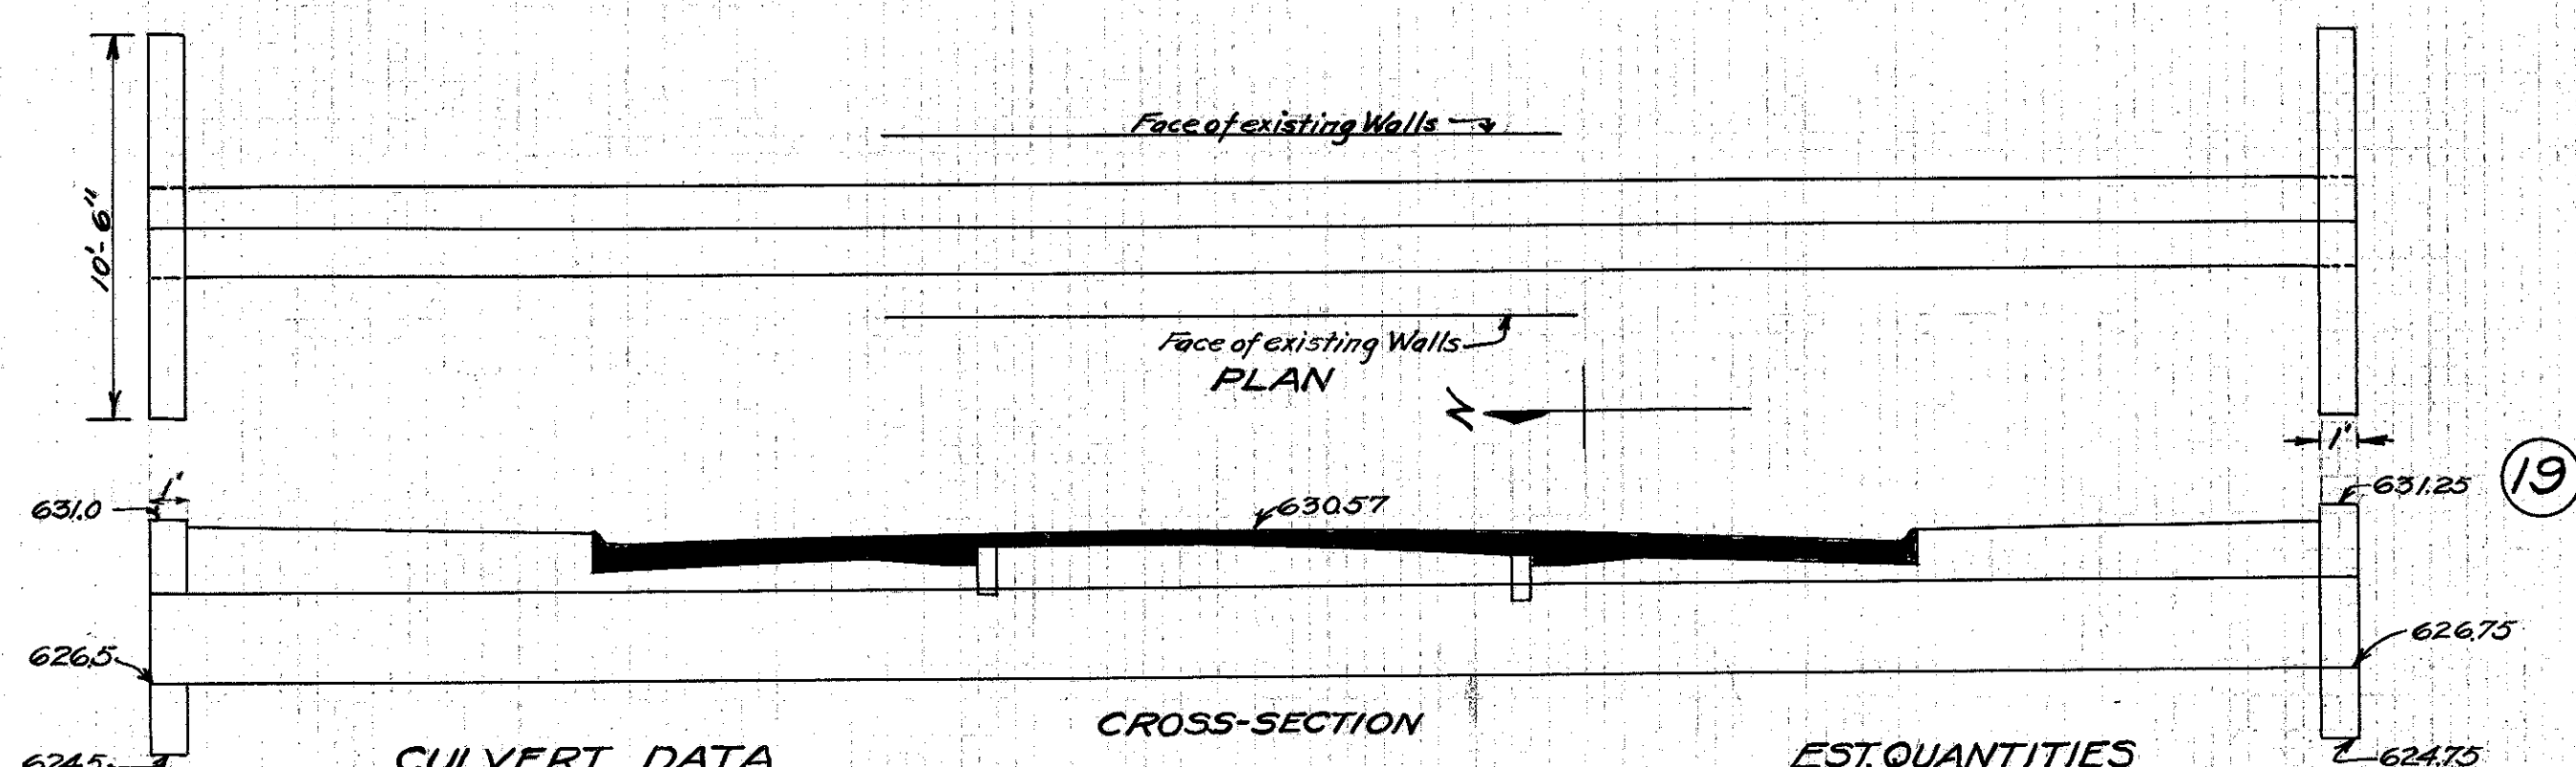 Face of existing Walls
10'-6"
Face of existing Walls
PLAN
N
1'
19
1'
631.0
630.57
631.25
626.5
626.75
CROSS-SECTION
CULVERT DATA
EST. QUANTITIES
624.5
624.75